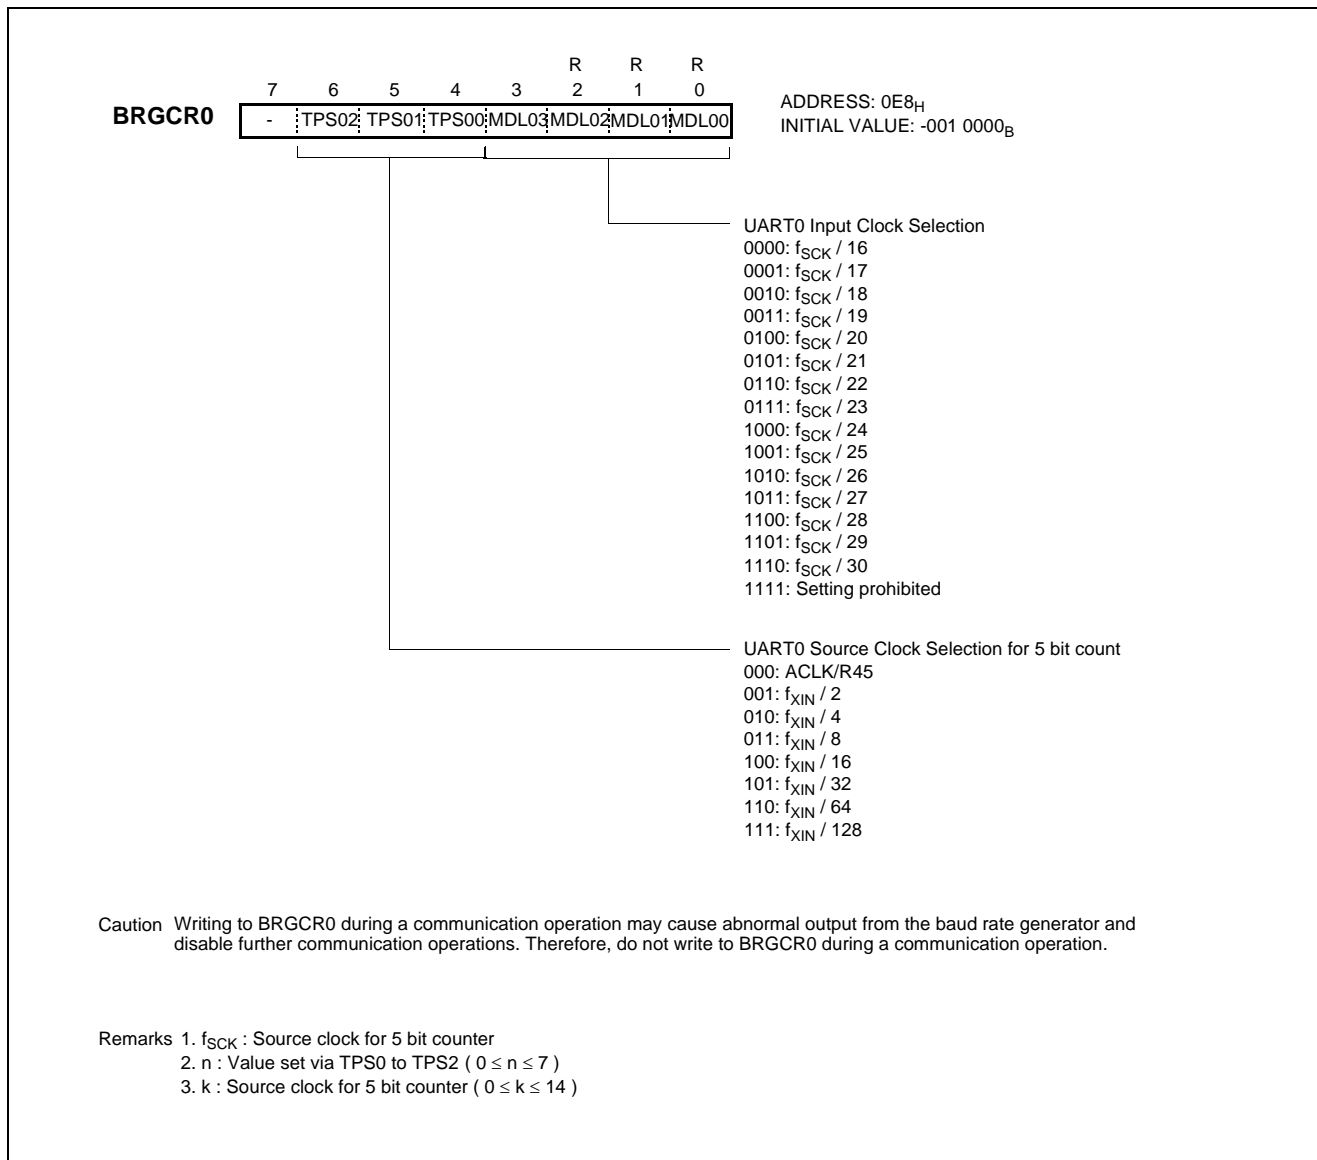 R R R
7 6 5 4 3 2 1 0
BRGCR0 - TPS02 TPS01 TPS00 MDL03 MDL02 MDL01 MDL00
ADDRESS: 0E8H
INITIAL VALUE: -001 0000B
UART0 Input Clock Selection
0000: fSCK / 16
0001: fSCK / 17
0010: fSCK / 18
0011: fSCK / 19
0100: fSCK / 20
0101: fSCK / 21
0110: fSCK / 22
0111: fSCK / 23
1000: fSCK / 24
1001: fSCK / 25
1010: fSCK / 26
1011: fSCK / 27
1100: fSCK / 28
1101: fSCK / 29
1110: fSCK / 30
1111: Setting prohibited
UART0 Source Clock Selection for 5 bit count
000: ACLK/R45
001: fXIN / 2
010: fXIN / 4
011: fXIN / 8
100: fXIN / 16
101: fXIN / 32
110: fXIN / 64
111: fXIN / 128
Caution Writing to BRGCR0 during a communication operation may cause abnormal output from the baud rate generator and
disable further communication operations. Therefore, do not write to BRGCR0 during a communication operation.
Remarks 1. fSCK : Source clock for 5 bit counter
2. n : Value set via TPS0 to TPS2 ( 0 ≤ n ≤ 7 )
3. k : Source clock for 5 bit counter ( 0 ≤ k ≤ 14 )